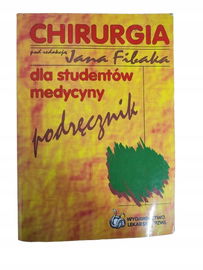 CHIRURGIA
pod redakcją
Jana Fibaka
dla studentów
medycyny
podręcznik
WYDAWNICTWO
LEKARSKIE PZWL